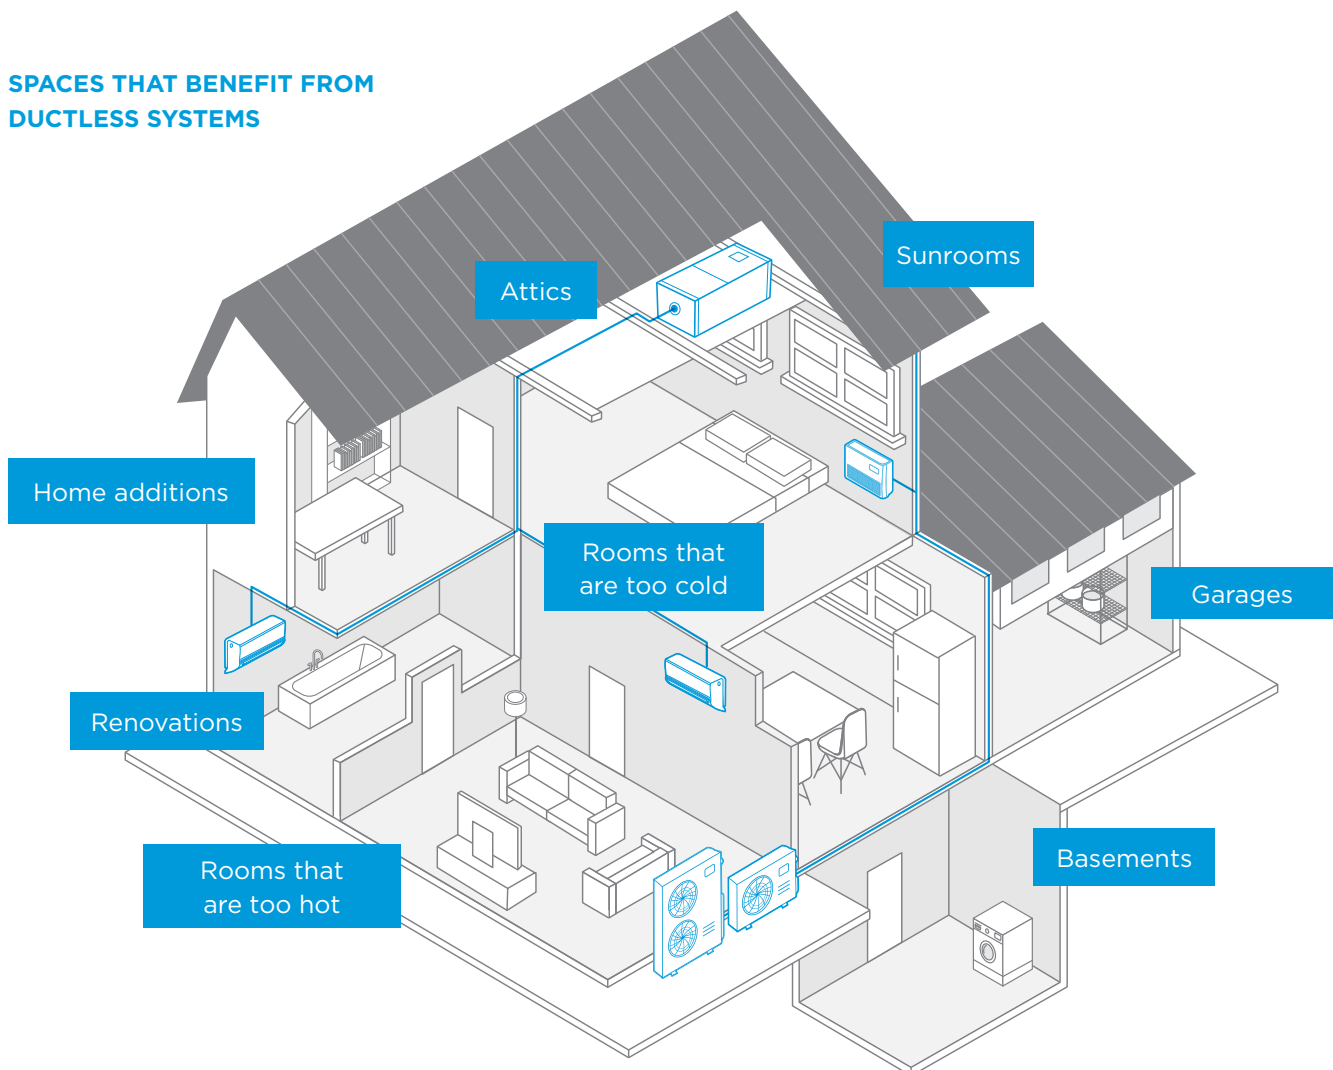 SPACES THAT BENEFIT FROM
DUCTLESS SYSTEMS
Sunrooms
Attics
Home additions
Rooms that
are too cold
Garages
Renovations
Rooms that
are too hot
Basements